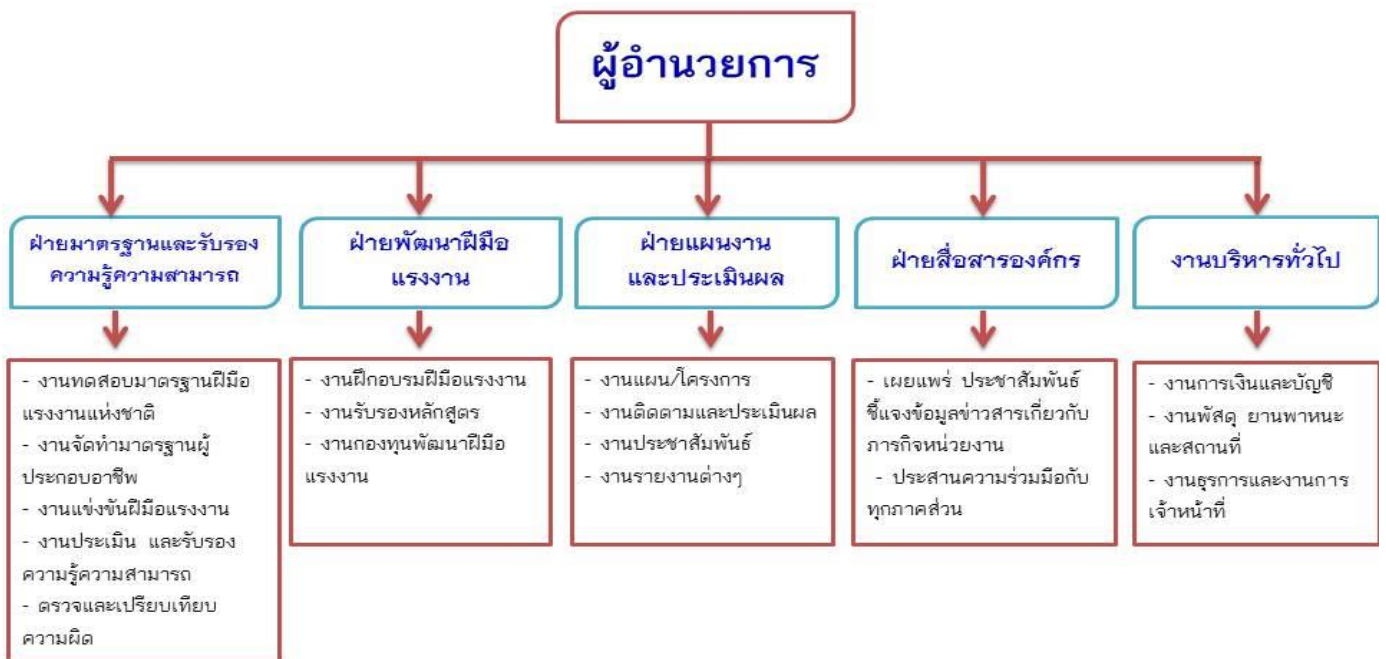 ผู้อำนวยการ
ฝ่ายมาตรฐานและรับรอง
ความรู้ความสามารถ
ฝ่ายพัฒนาฝีมือ
แรงงาน
ฝ่ายแผนงาน
และประเมินผล
ฝ่ายสื่อสารองค์กร
งานบริหารทั่วไป
- งานทดสอบมาตรฐานฝีมือ
แรงงานแห่งชาติ
- งานจัดทำมาตรฐานผู้
ประกอบอาชีพ
- งานแข่งขันฝีมือแรงงาน
- งานประเมิน และรับรอง
ความรู้ความสามารถ
- ตรวจและเปรียบเทียบ
ความผิด
- งานฝึกอบรมฝีมือแรงงาน
- งานรับรองหลักสูตร
- งานกองทุนพัฒนาฝีมือ
แรงงาน
- งานแผน/โครงการ
- งานติดตามและประเมินผล
- งานประชาสัมพันธ์
- งานรายงานต่างๆ
- เผยแพร่ ประชาสัมพันธ์
ชี้แจงข้อมูลข่าวสารเกี่ยวกับ
ภารกิจหน่วยงาน
- ประสานความร่วมมือกับ
ทุกภาคส่วน
- งานการเงินและบัญชี
- งานพัสดุ ยานพาหนะ
และสถานที่
- งานธุรการและงานการ
เจ้าหน้าที่